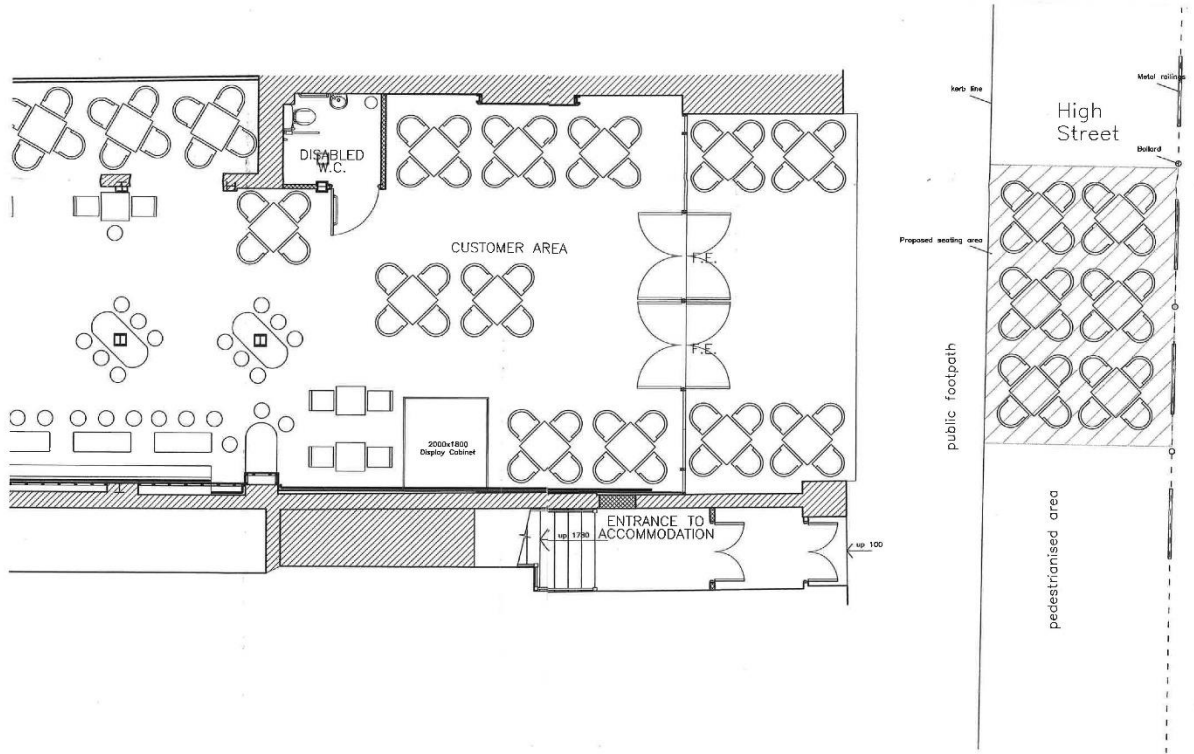 Metal railings
kerb line
High
Street
Bollard
DISABLED
W.C.
CUSTOMER AREA
Proposed seating area
F.E.
F.E.
public footpath
2000x1800
Display Cabinet
ENTRANCE TO
ACCOMMODATION
up 1780
up 100
pedestrianised area